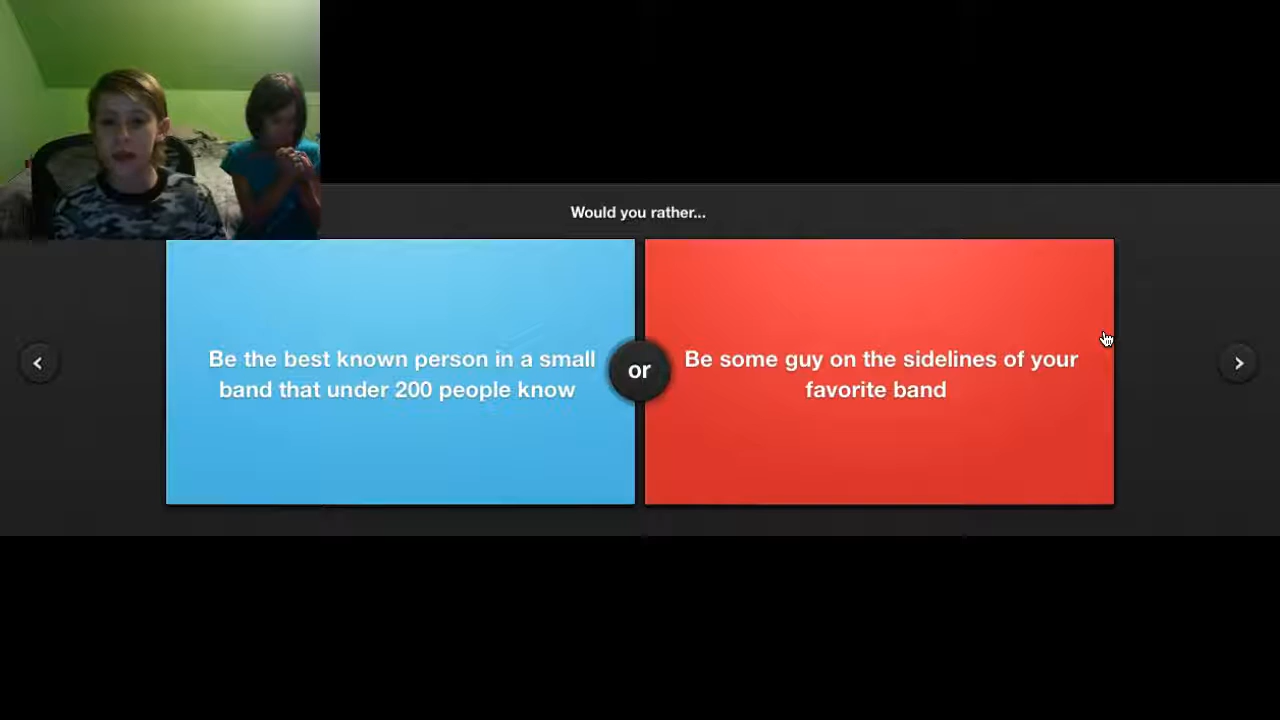 Would you rather...
Be the best known person in a small
band that under 200 people know
or
Be some guy on the sidelines of your
favorite band